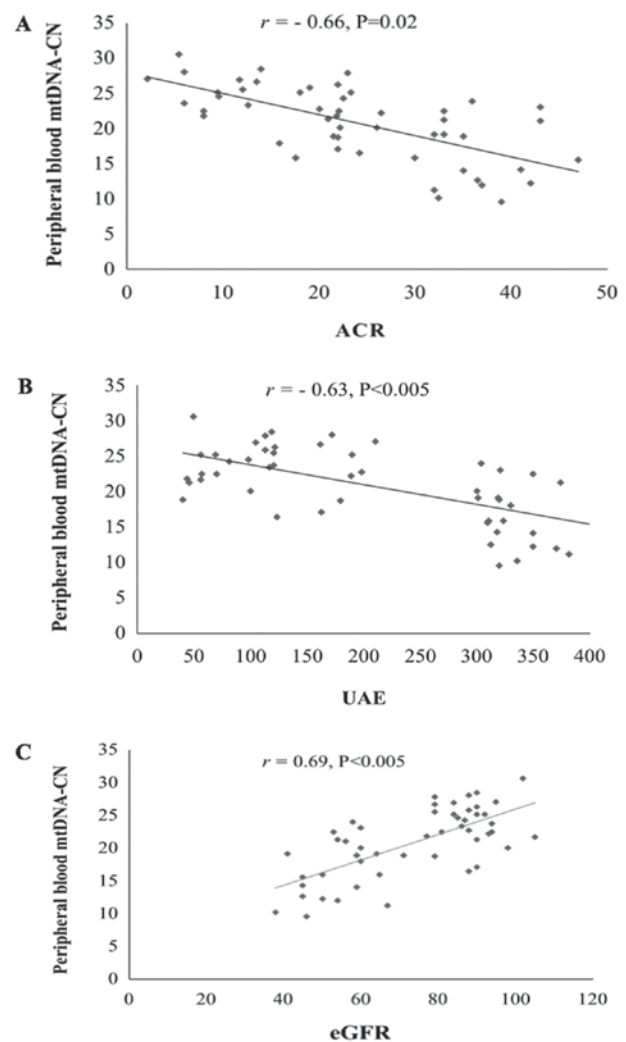 A
r = - 0.66, P=0.02
Peripheral blood mtDNA-CN
35
30
25
20
15
10
5
0
0 10 20 30 40 50
ACR
B
r = - 0.63, P<0.005
Peripheral blood mtDNA-CN
35
30
25
20
15
10
5
0
0 50 100 150 200 250 300 350 400
UAE
C
r = 0.69, P<0.005
Peripheral blood mtDNA-CN
35
30
25
20
15
10
5
0
0 20 40 60 80 100 120
eGFR